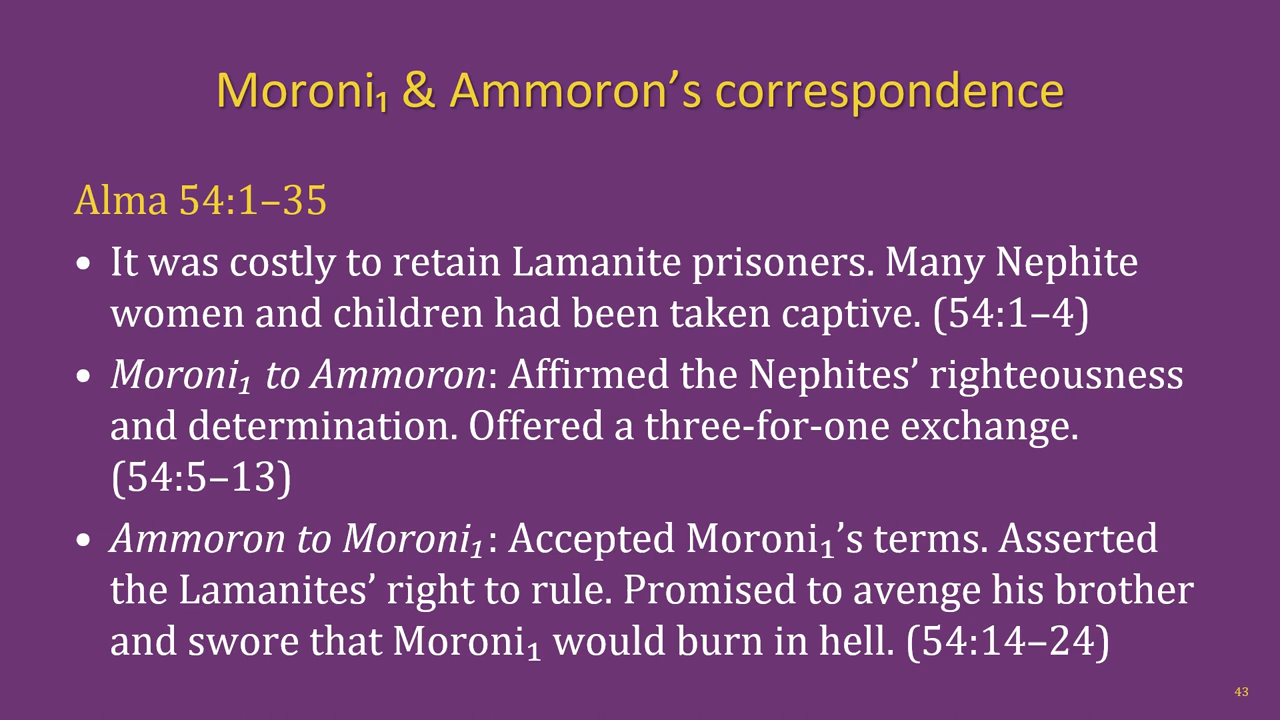 Moroni₁ & Ammoron’s correspondence
Alma 54:1–35
• It was costly to retain Lamanite prisoners. Many Nephite
women and children had been taken captive. (54:1–4)
• Moroni₁ to Ammoron: Affirmed the Nephites’ righteousness
and determination. Offered a three-for-one exchange.
(54:5–13)
• Ammoron to Moroni₁: Accepted Moroni₁’s terms. Asserted
the Lamanites’ right to rule. Promised to avenge his brother
and swore that Moroni₁ would burn in hell. (54:14–24)
43